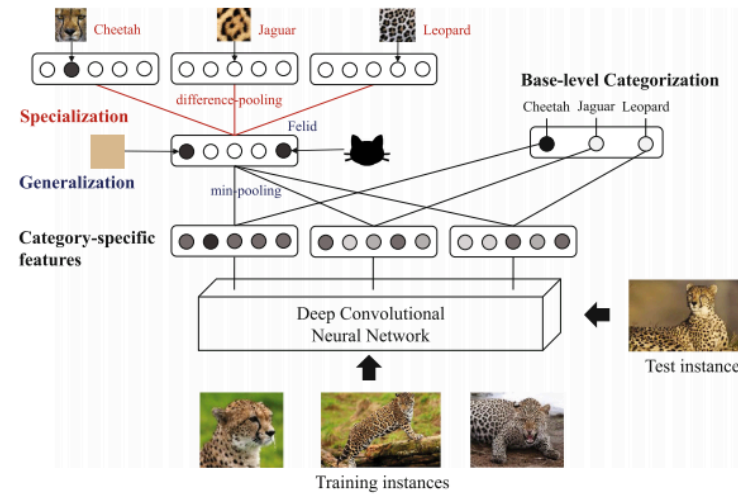 Cheetah
Jaguar
Leopard
Base-level Categorization
difference-pooling
Cheetah Jaguar Leopard
Specialization
Felid
Generalization
min-pooling
Category-specific
features
Deep Convolutional
Neural Network
Test instance
Training instances